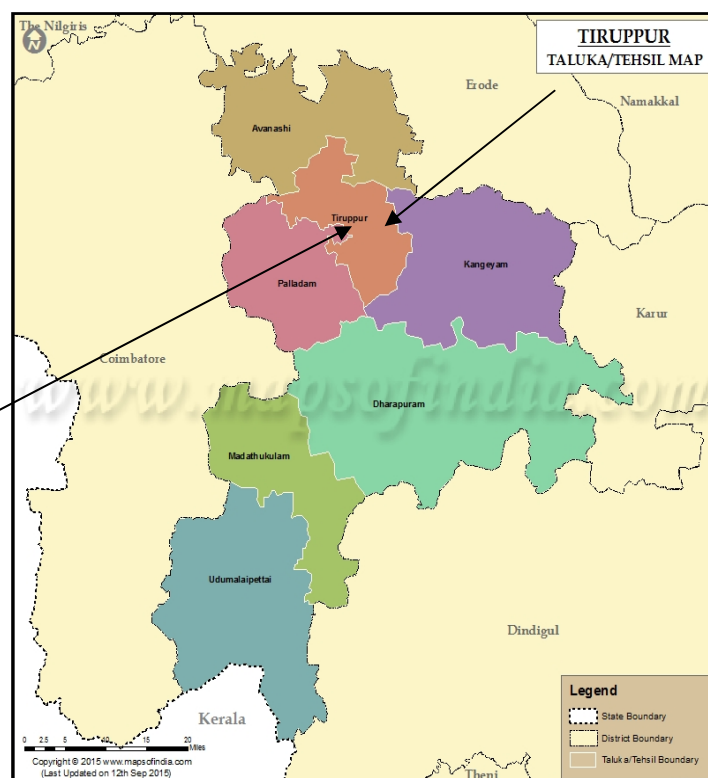 The Nilgiris
N
TIRUPPUR
TALUKA/TEHSIL MAP
Erode
Namakkal
Avanashi
Tiruppur
Kangeyam
Palladam
Karur
Coimbatore
www.mapsofindia.com
Dharapuram
Madathukulam
Udumalaipettai
Dindigul
Kerala
Legend
State Boundary
District Boundary
Taluka/Tehsil Boundary
0 2.5 5 10 15 20
Miles
Copyright © 2015 www.mapsofindia.com
(Last Updated on 12th Sep 2015)
Theni